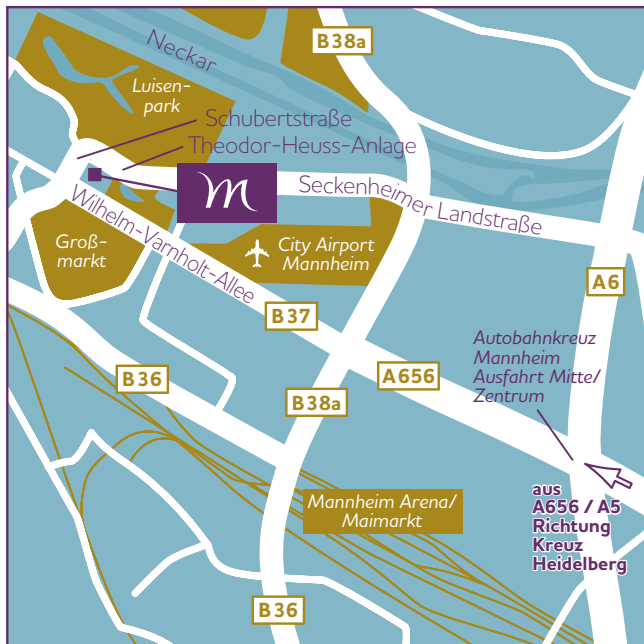 B38a
Neckar
Luisen-
park
Schubertstraße
Theodor-Heuss-Anlage
m
Seckenheimer Landstraße
Wilhelm-Varnholt-Allee
Groß-
markt
City Airport
Mannheim
A6
B37
Autobahnkreuz
Mannheim
Ausfahrt Mitte/
Zentrum
B36
A656
B38a
aus
A656 / A5
Richtung
Kreuz
Heidelberg
Mannheim Arena/
Maimarkt
B36